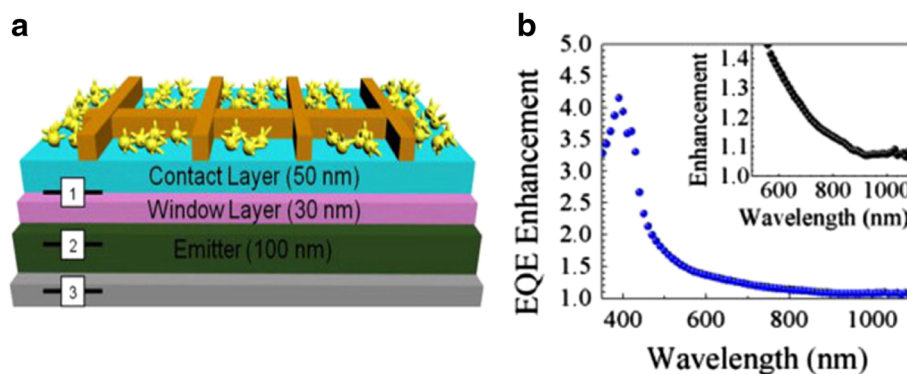 a
Contact Layer (50 nm)
1
Window Layer (30 nm)
2
Emitter (100 nm)
3
b
EQE Enhancement
5.0
4.5
4.0
3.5
3.0
2.5
2.0
1.5
1.0
400
600
800
1000
Wavelength (nm)
Enhancement
1.4
1.3
1.2
1.1
1.0
600
800
1000
Wavelength (nm)